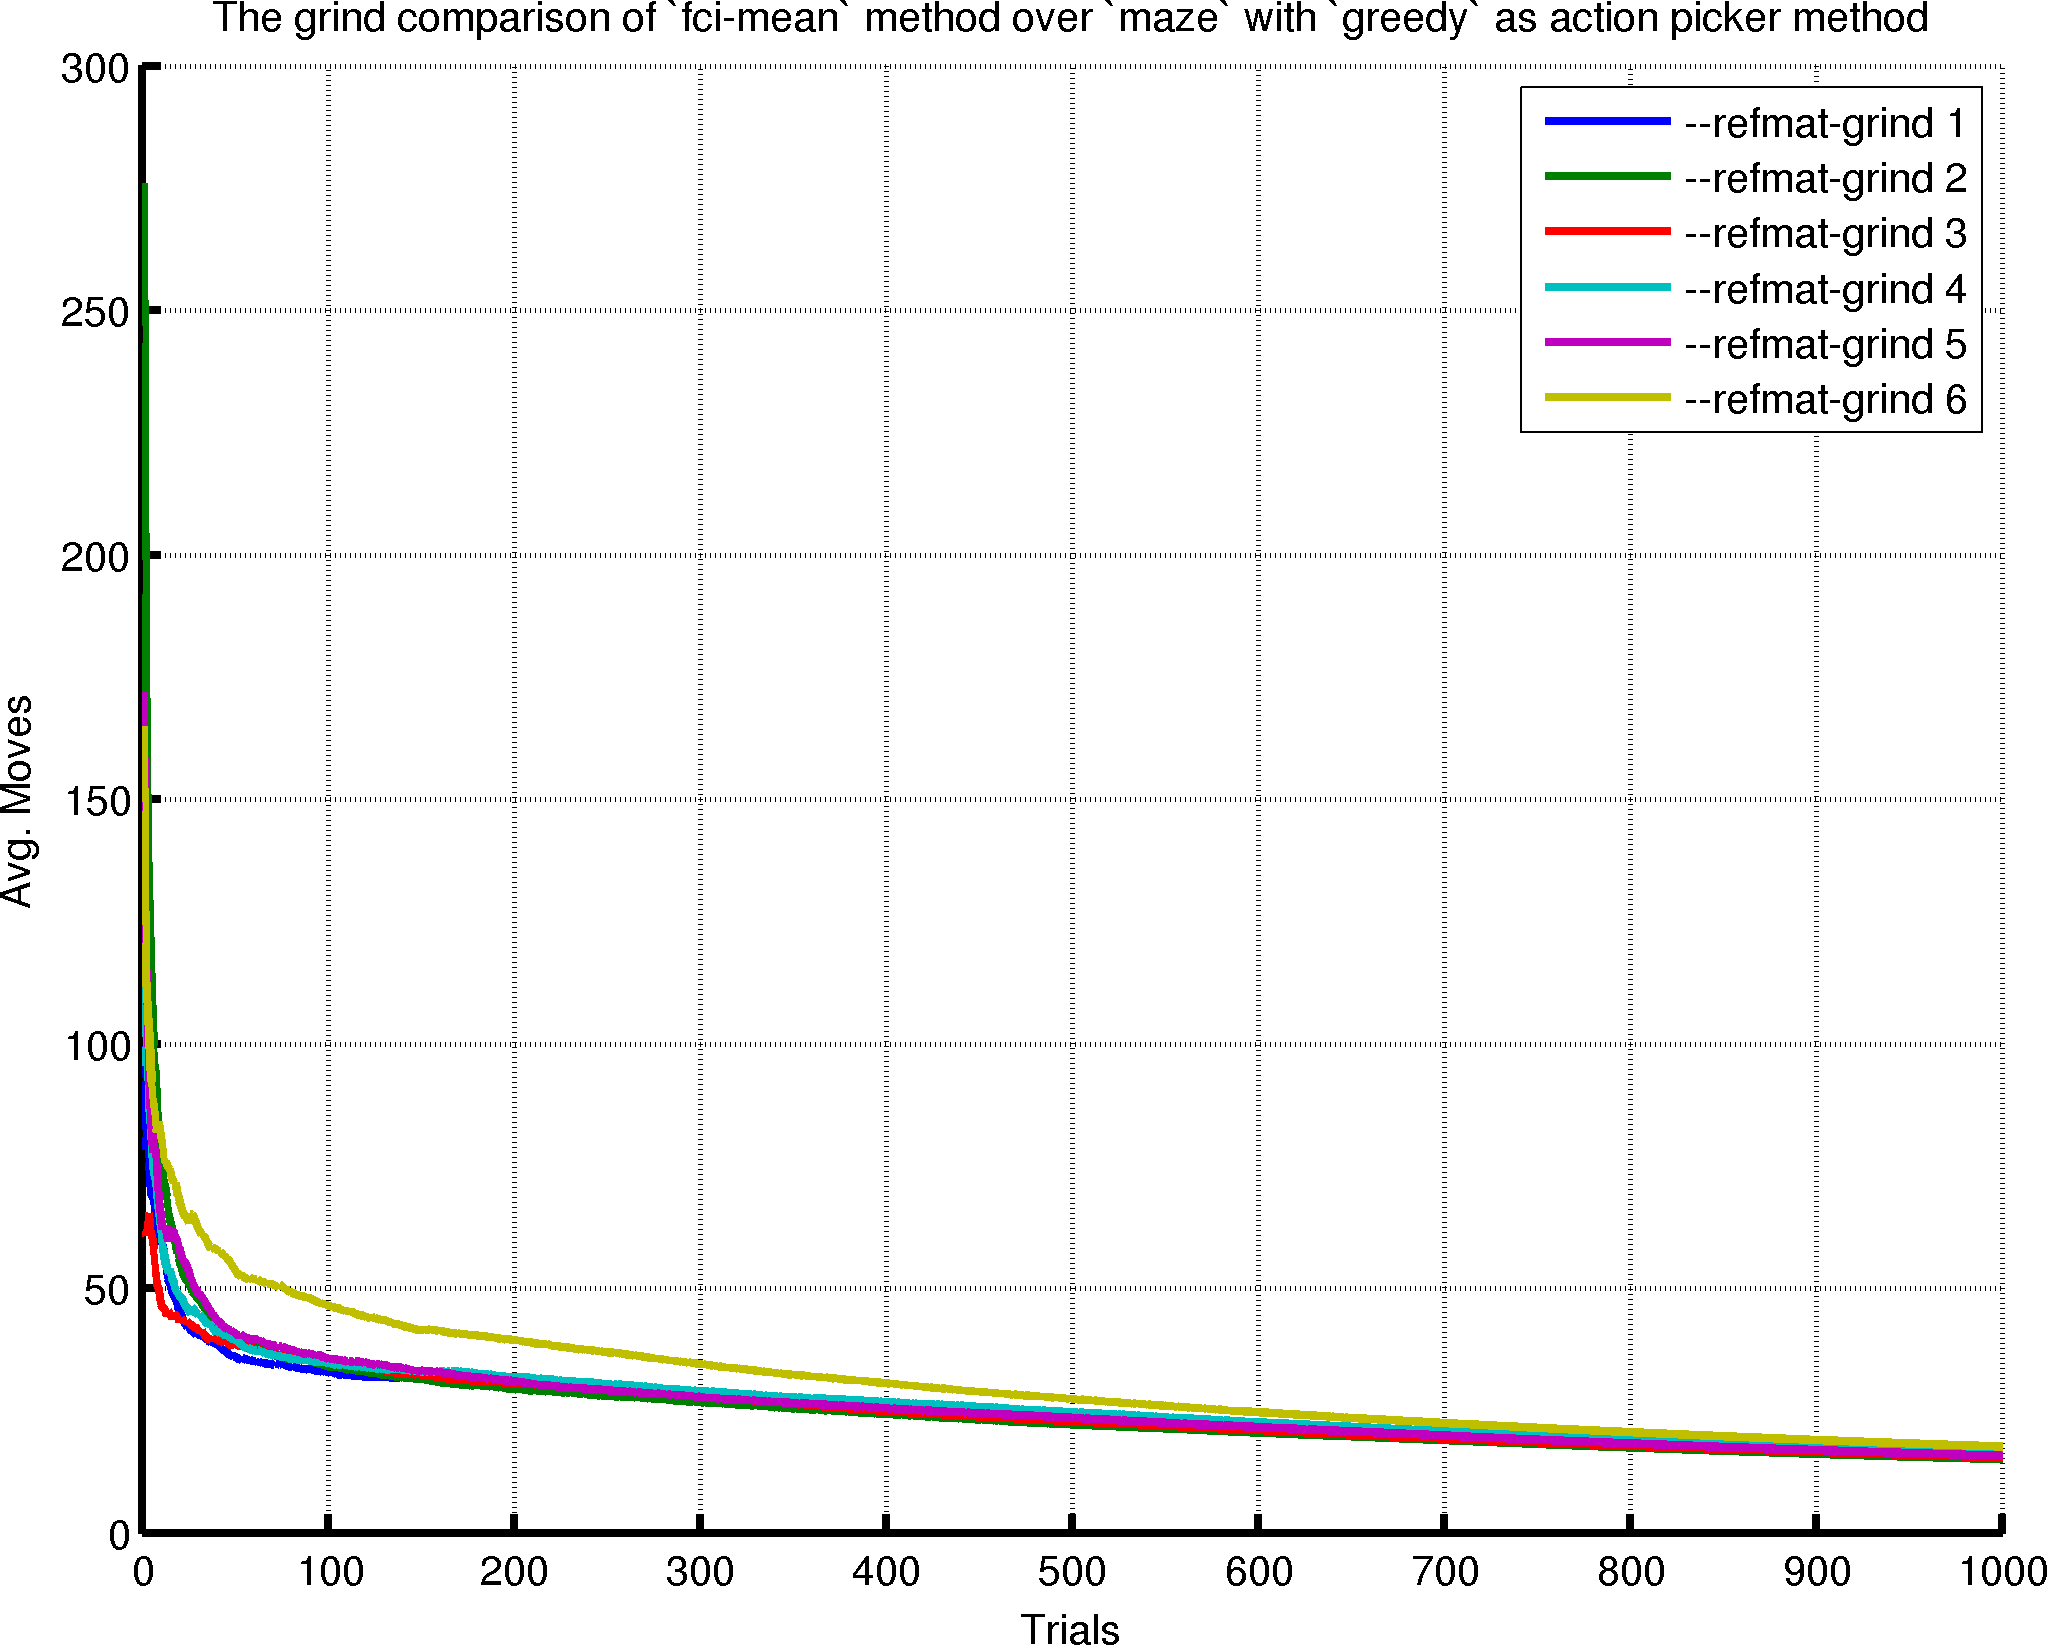 The grind comparison of `fci-mean` method over `maze` with `greedy` as action picker method
300
250
200
150
100
50
0
Avg. Moves
--refmat-grind 1
--refmat-grind 2
--refmat-grind 3
--refmat-grind 4
--refmat-grind 5
--refmat-grind 6
0 100 200 300 400 500 600 700 800 900 1000
Trials